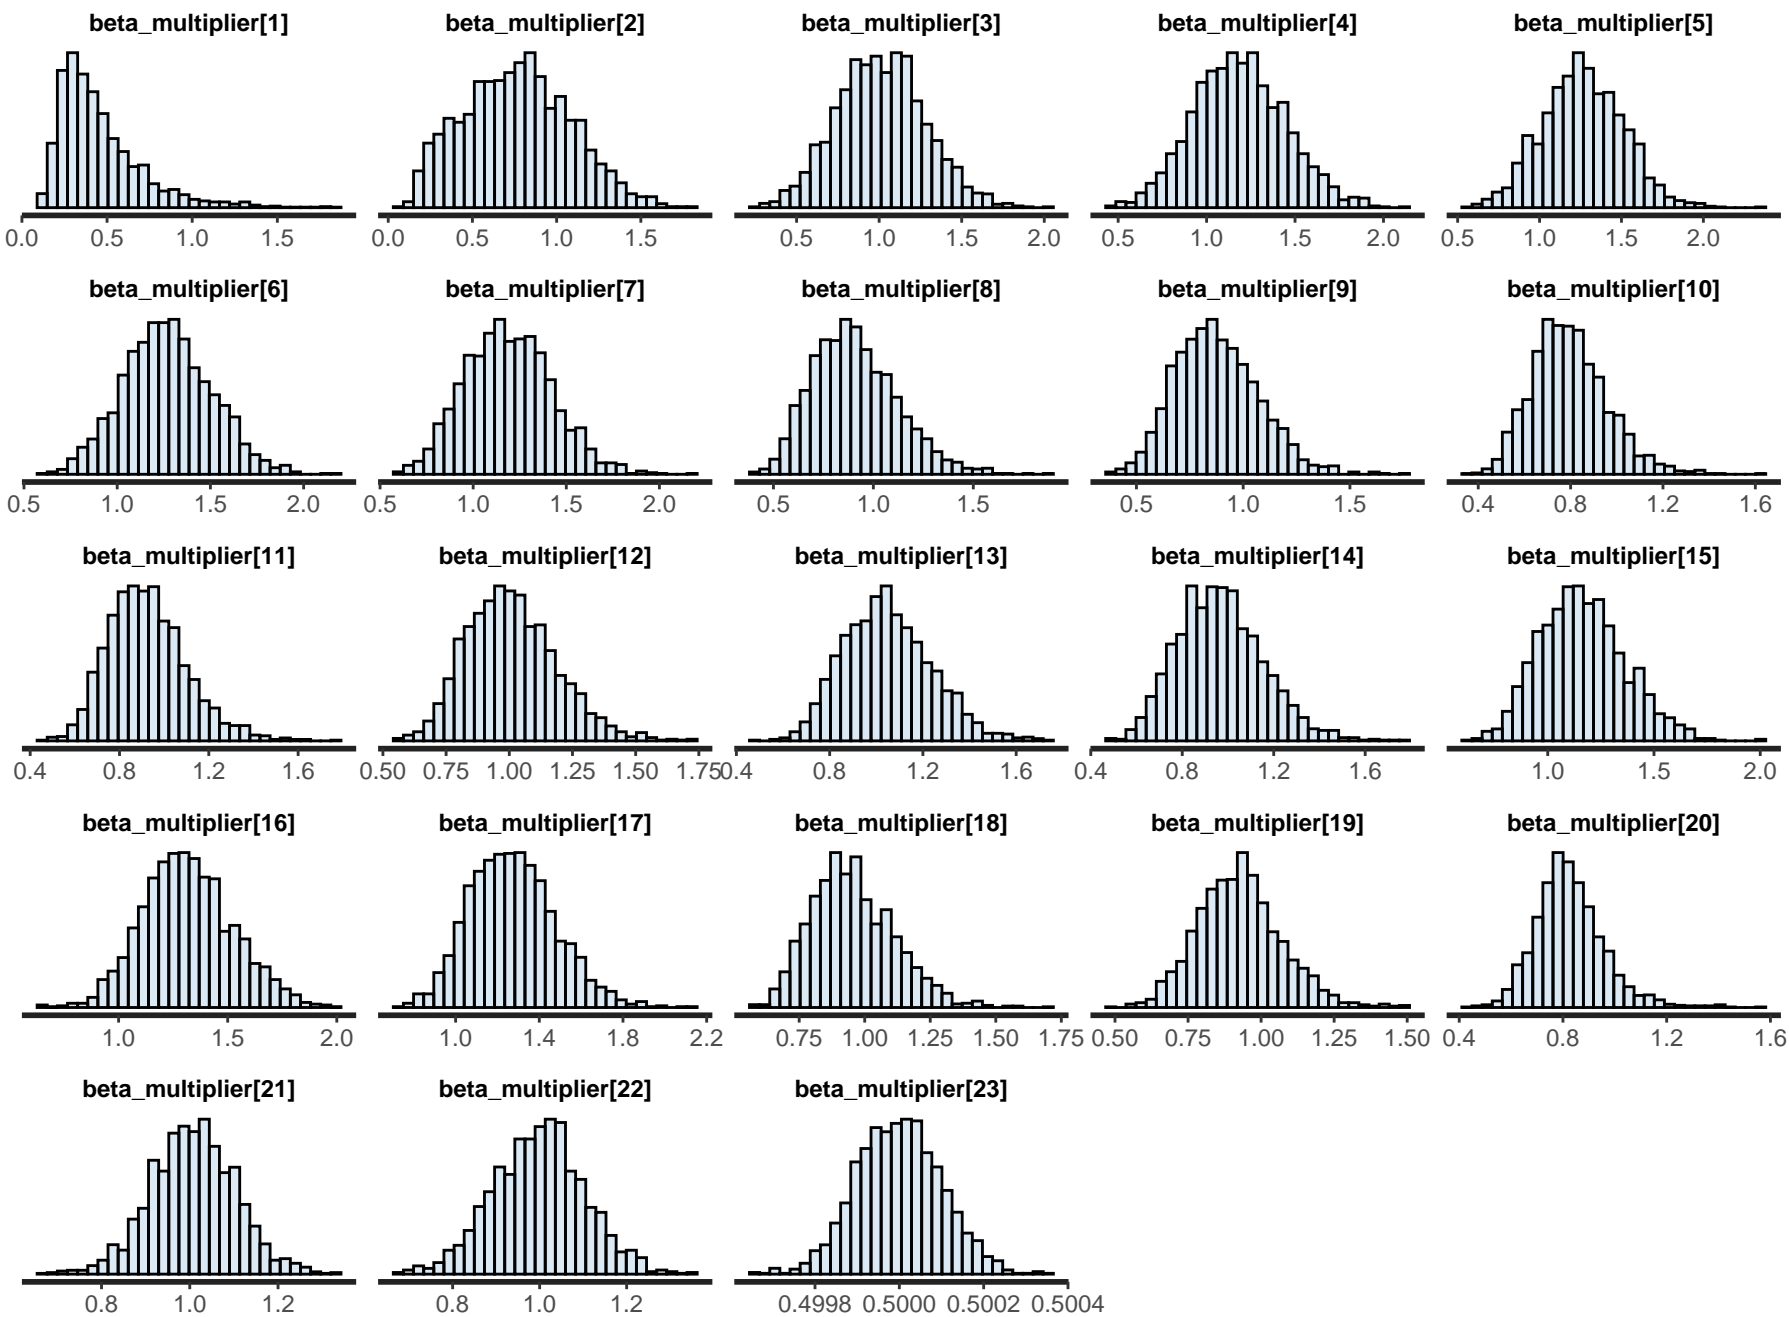 beta_multiplier[1] beta_multiplier[2] beta_multiplier[3] beta_multiplier[4] beta_multiplier[5]
0.0 0.5 1.0 1.5 0.0 0.5 1.0 1.5 0.5 1.0 1.5 2.0 0.5 1.0 1.5 2.0 0.5 1.0 1.5 2.0
beta_multiplier[6] beta_multiplier[7] beta_multiplier[8] beta_multiplier[9] beta_multiplier[10]
0.5 1.0 1.5 2.0 0.5 1.0 1.5 2.0 0.5 1.0 1.5 0.5 1.0 1.5 0.4 0.8 1.2 1.6
beta_multiplier[11] beta_multiplier[12] beta_multiplier[13] beta_multiplier[14] beta_multiplier[15]
0.4 0.8 1.2 1.6 0.50 0.75 1.00 1.25 1.50 1.75 0.4 0.8 1.2 1.6 0.4 0.8 1.2 1.6 1.0 1.5 2.0
beta_multiplier[16] beta_multiplier[17] beta_multiplier[18] beta_multiplier[19] beta_multiplier[20]
1.0 1.5 2.0 1.0 1.4 1.8 2.2 0.75 1.00 1.25 1.50 1.75 0.50 0.75 1.00 1.25 1.50 0.4 0.8 1.2 1.6
beta_multiplier[21] beta_multiplier[22] beta_multiplier[23]
0.8 1.0 1.2 0.8 1.0 1.2 0.4998 0.5000 0.5002 0.5004